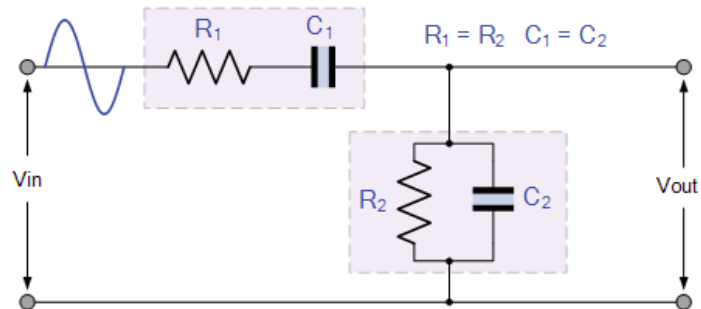 R₁ C₁ R₁ = R₂ C₁ = C₂
Vin
R₂ C₂
Vout